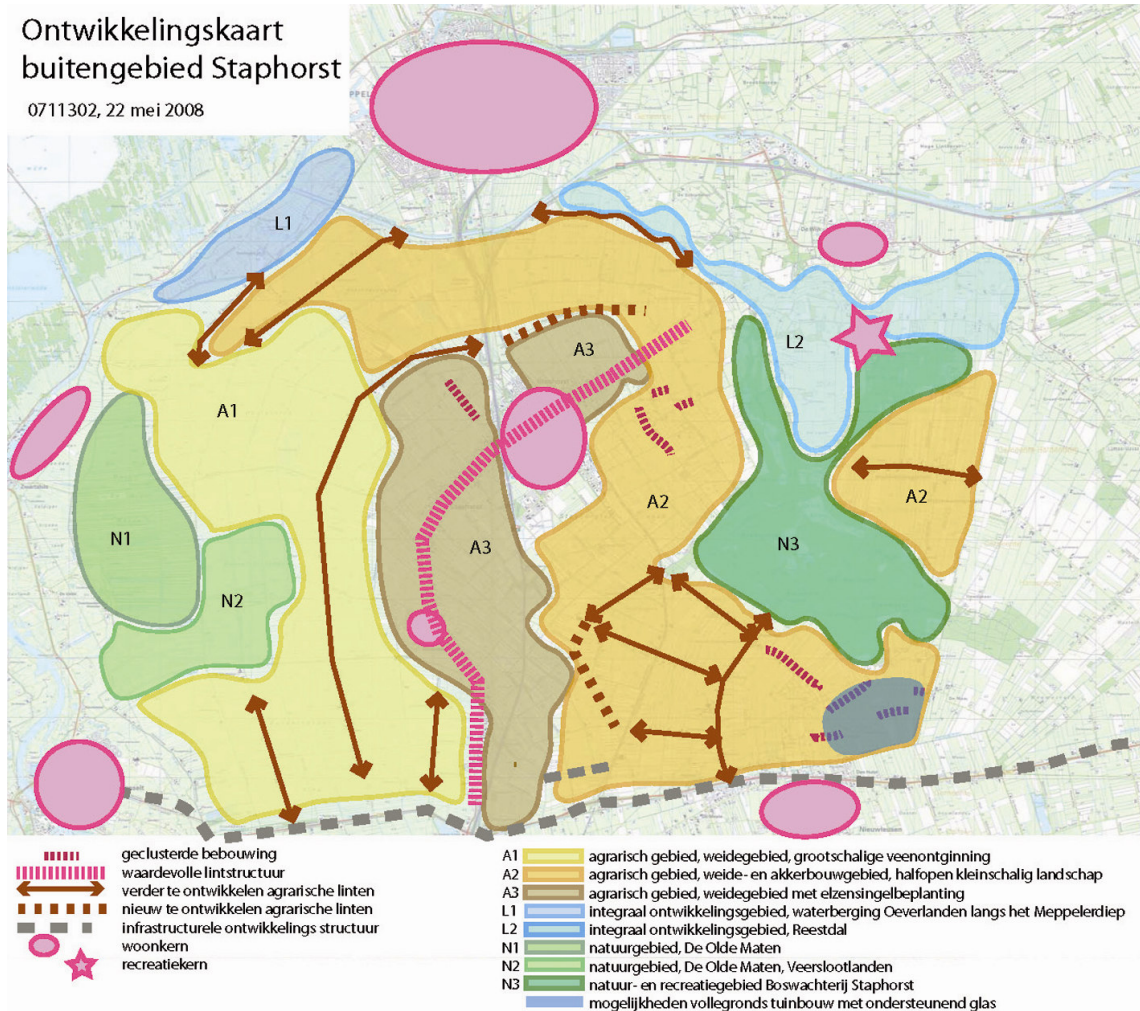 Ontwikkelingskaart
buitengebied Staphorst
0711302, 22 mei 2008
L1
L2
A3
A1
A2
A2
N1
A3
N3
N2
geclusterde bebouwing
waardevolle lintstructuur
verder te ontwikkelen agrarische linten
nieuw te ontwikkelen agrarische linten
infrastructurele ontwikkelings structuur
woonkern
recreatiekern
A1 agrarisch gebied, weidegebied, grootschalige veenontginning
A2 agrarisch gebied, weide- en akkerbouwgebied, halfopen kleinschalig landschap
A3 agrarisch gebied, weidegebied met elzensingelbeplanting
L1 integraal ontwikkelingsgebied, waterberging Oeverlanden langs het Meppelerdiep
L2 integraal ontwikkelingsgebied, Reestdal
N1 natuurgebied, De Olde Maten
N2 natuurgebied, De Olde Maten, Veerslootlanden
N3 natuur- en recreatiegebied Boswachterij Staphorst
mogelijkheden vollegronds tuinbouw met ondersteunend glas